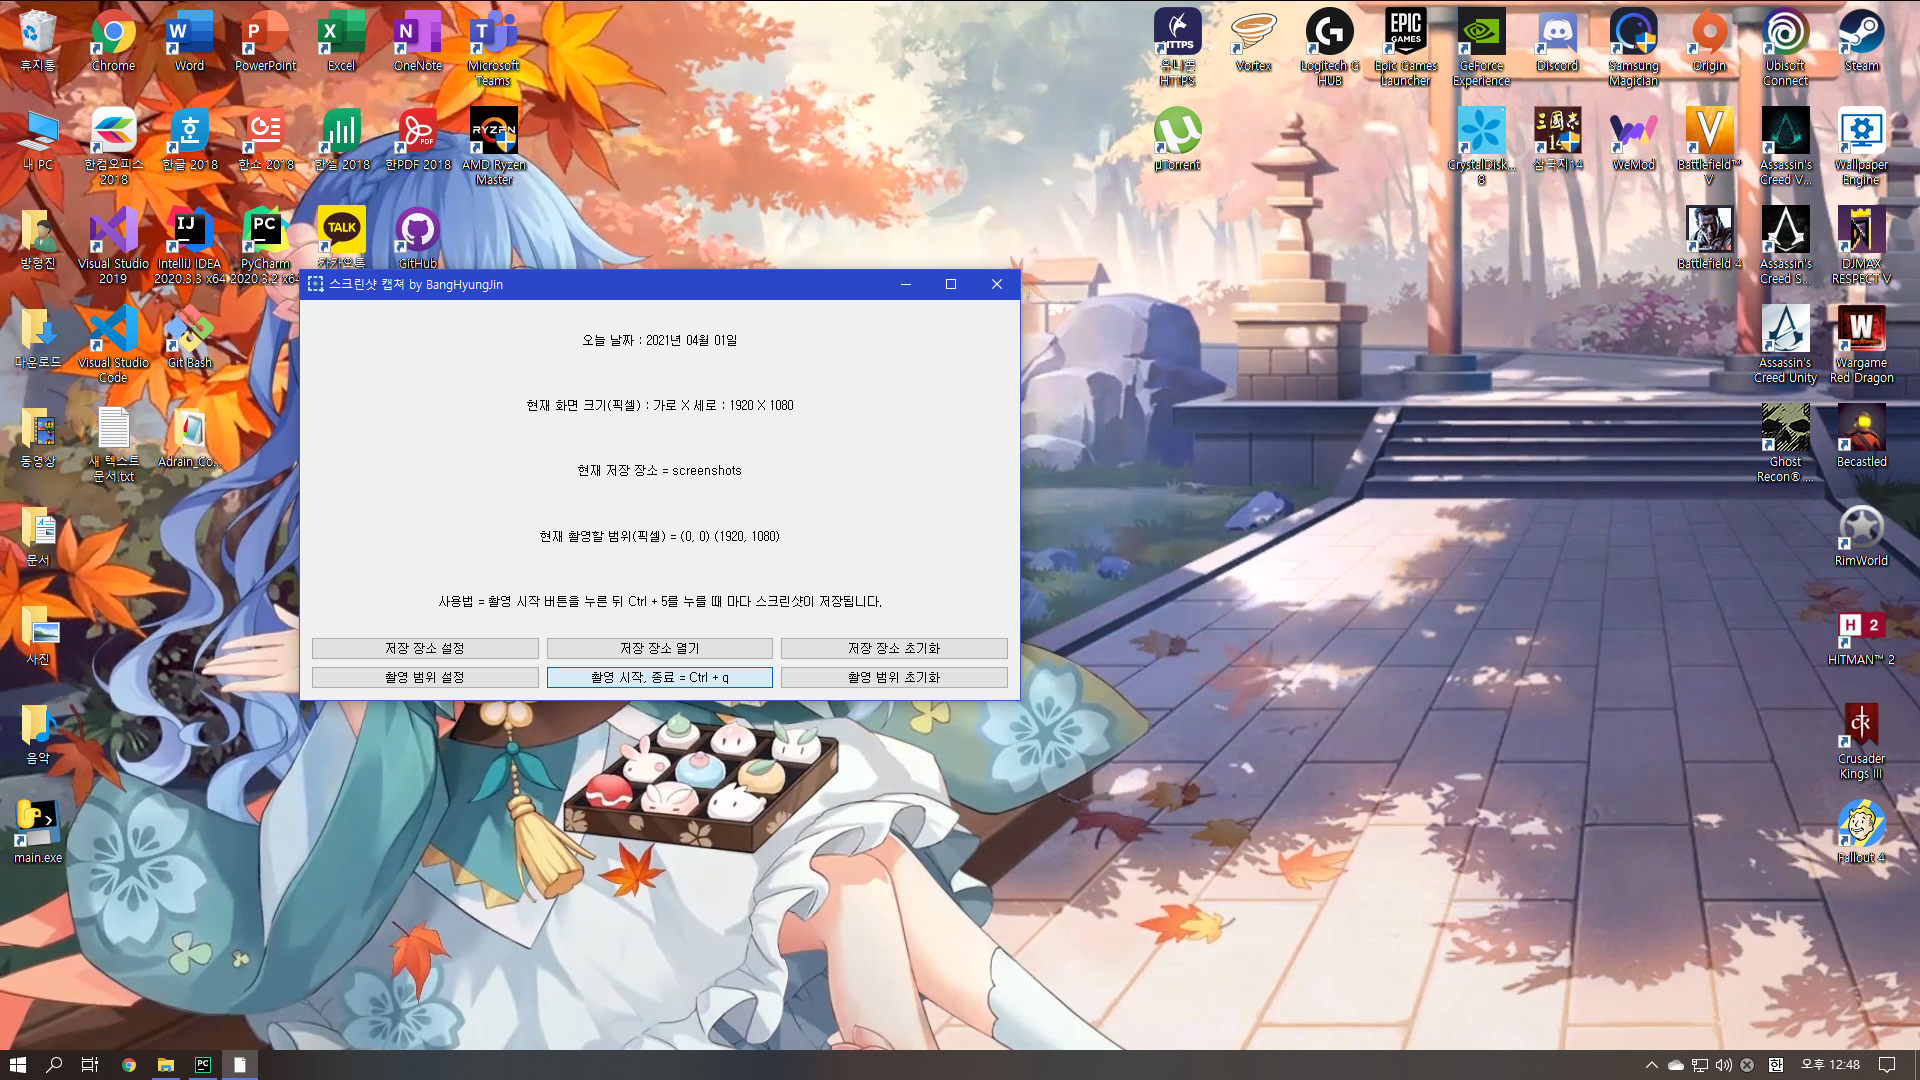 휴지통
Chrome
Word
PowerPoint
Excel
OneNote
Microsoft
Teams
유니콘
HTTPS
Vortex
Logitech G
HUB
Epic Games
Launcher
GeForce
Experience
Discord
Samsung
Magician
Origin
Ubisoft
Connect
Steam
내 PC
한컴오피스
2018
한글 2018
한쇼 2018
한셀 2018
한PDF 2018
AMD Ryzen
Master
µTorrent
CrystalDisk...
8
삼국지14
WeMod
Battlefield™
V
Assassin's
Creed V...
Wallpaper
Engine
방형진
Visual Studio
2019
IntelliJ IDEA
2020.3.3 x64
PyCharm
2020.3.2 x64
카카오톡
GitHub
Battlefield 4
Assassin's
Creed S...
DJMAX
RESPECT V
스크린샷 캡쳐 by BangHyungJin
오늘 날짜 : 2021년 04월 01일
현재 화면 크기(픽셀) : 가로 X 세로 : 1920 X 1080
현재 저장 장소 = screenshots
현재 촬영할 범위(픽셀) = (0, 0) (1920, 1080)
사용법 = 촬영 시작 버튼을 누른 뒤 Ctrl + 5를 누를 때 마다 스크린샷이 저장됩니다.
저장 장소 설정
저장 장소 열기
저장 장소 초기화
촬영 범위 설정
촬영 시작, 종료 = Ctrl + q
촬영 범위 초기화
다운로드
Visual Studio
Code
Git Bash
Assassin's
Creed Unity
Wargame
Red Dragon
동영상
새 텍스트
문서.txt
Adrain_Co...
Ghost
Recon® ...
Becastled
문서
RimWorld
사진
HITMAN™ 2
음악
Crusader
Kings III
main.exe
Fallout 4
한
오후 12:48